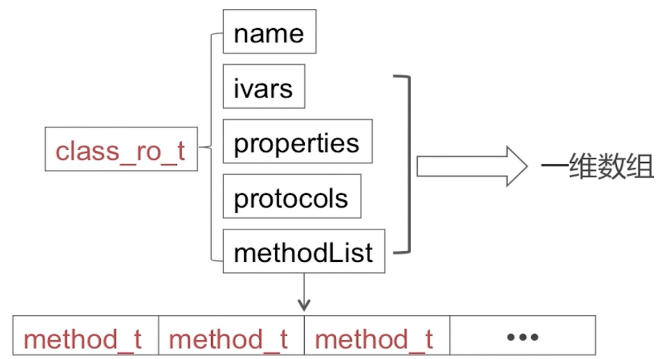 name
ivars
properties
class_ro_t
一维数组
protocols
methodList
method_t method_t method_t •••